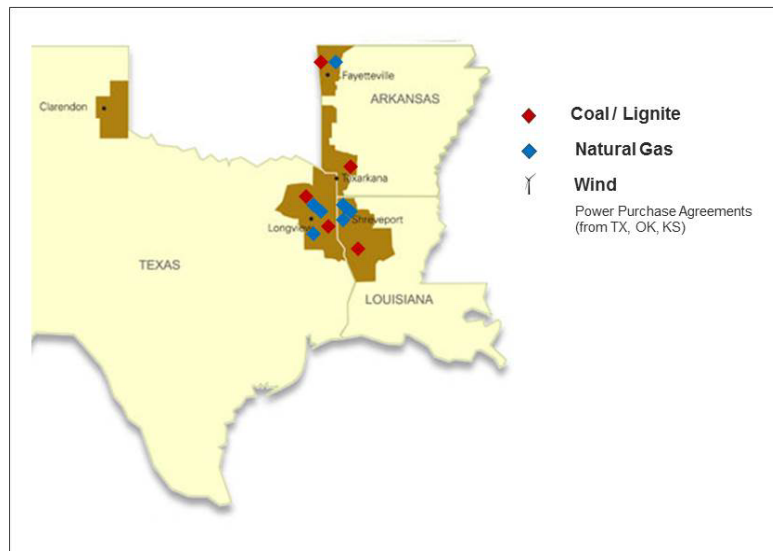 Fayetteville
Clarendon
ARKANSAS
Texarkana
Longview
Shreveport
TEXAS
LOUISIANA
Coal / Lignite
Natural Gas
Wind
Power Purchase Agreements
(from TX, OK, KS)